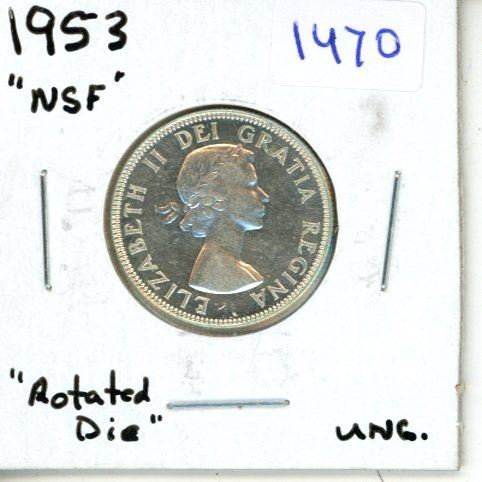 1953
1470
"NSF"
ELIZABETH II DEI GRATIA REGINA
"Rotated
Die"
UNC.